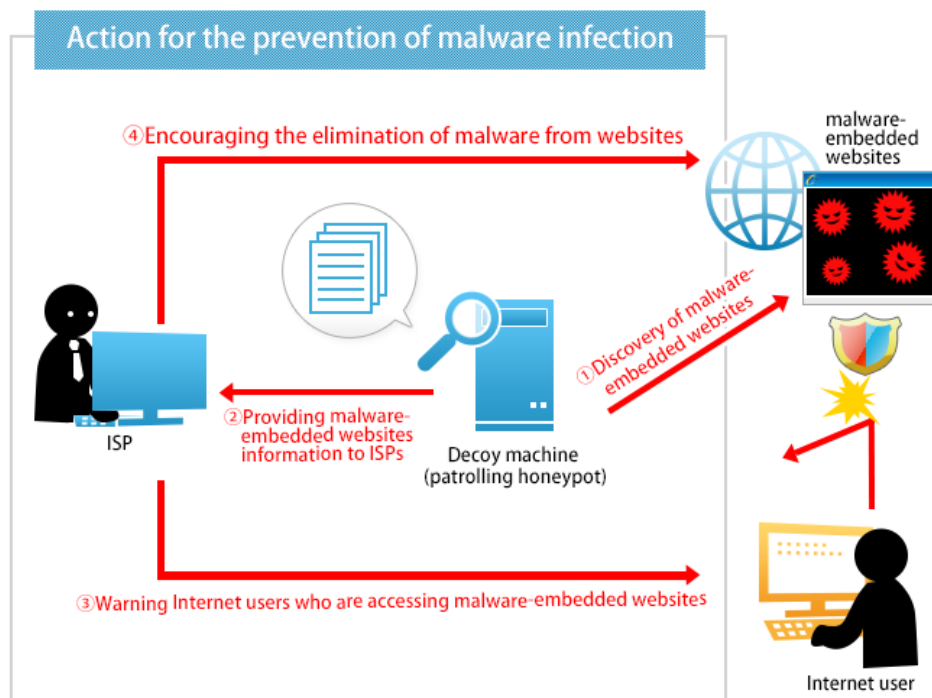 Action for the prevention of malware infection
④Encouraging the elimination of malware from websites
malware-
embedded
websites
①Discovery of malware-
embedded websites
②Providing malware-
embedded websites
information to ISPs
ISP
Decoy machine
(patrolling honeypot)
③Warning Internet users who are accessing malware-embedded websites
Internet user